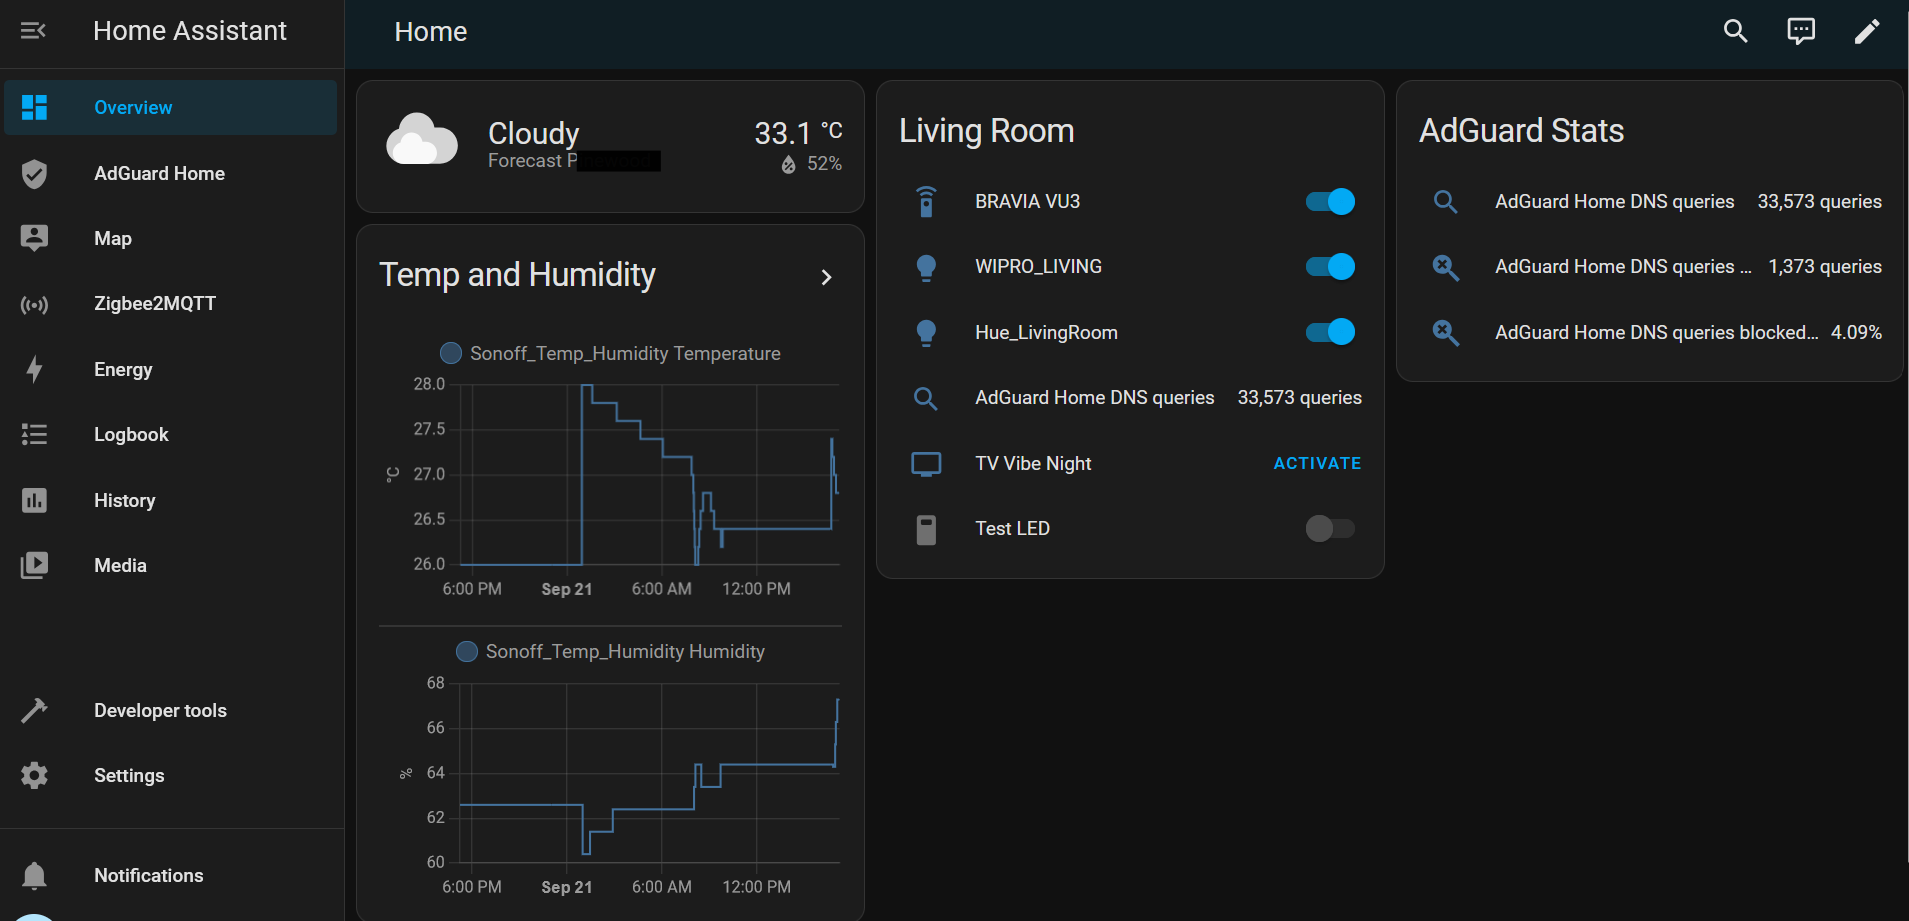 Home Assistant
Overview
AdGuard Home
Map
Zigbee2MQTT
Energy
Logbook
History
Media
Developer tools
Settings
Notifications
Home
Cloudy
Forecast
33.1 °C
52%
Temp and Humidity
Sonoff_Temp_Humidity Temperature
28.0
27.5
27.0
26.5
26.0
°C
6:00 PM Sep 21 6:00 AM 12:00 PM
Sonoff_Temp_Humidity Humidity
68
66
64
62
60
%
6:00 PM Sep 21 6:00 AM 12:00 PM
Living Room
BRAVIA VU3
WIPRO_LIVING
Hue_LivingRoom
AdGuard Home DNS queries 33,573 queries
TV Vibe Night ACTIVATE
Test LED
AdGuard Stats
AdGuard Home DNS queries 33,573 queries
AdGuard Home DNS queries ... 1,373 queries
AdGuard Home DNS queries blocked... 4.09%